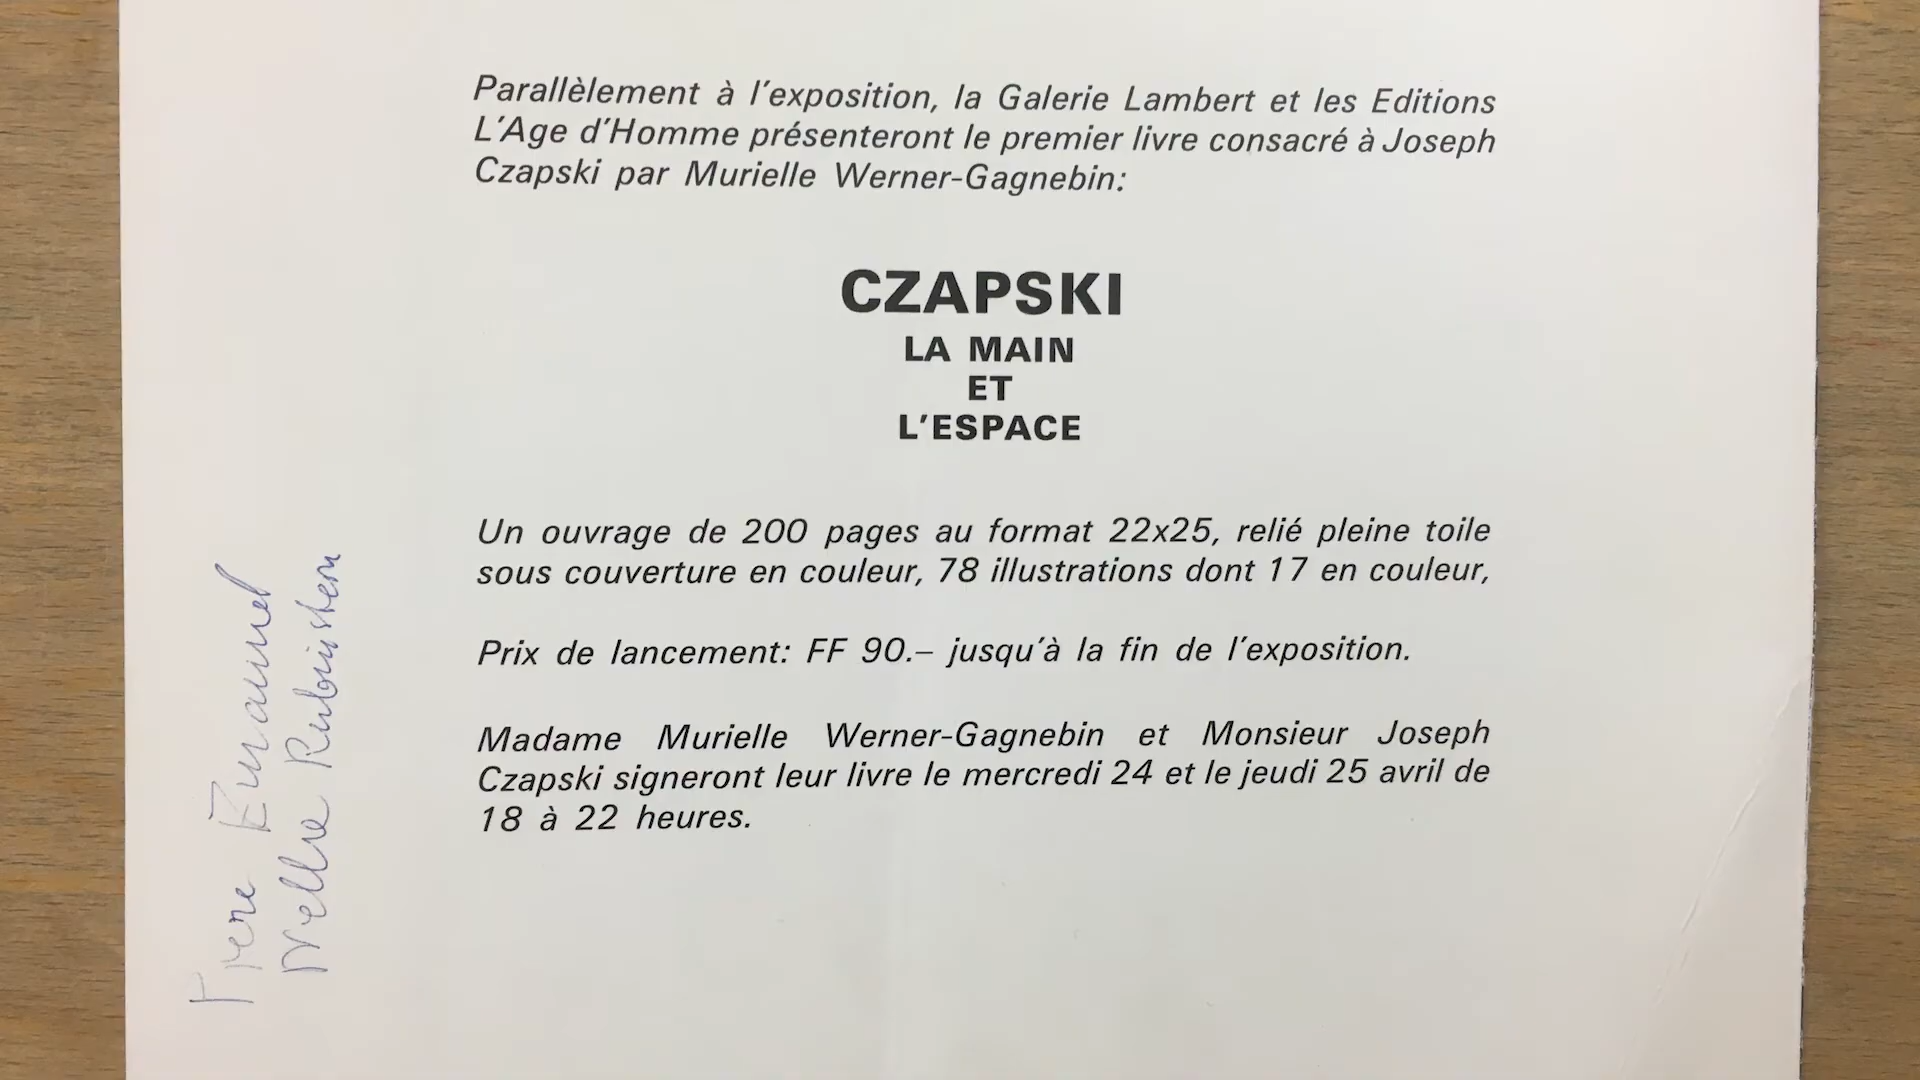 Parallèlement à l'exposition, la Galerie Lambert et les Editions
L'Age d'Homme présenteront le premier livre consacré à Joseph
Czapski par Murielle Werner-Gagnebin:
CZAPSKI
LA MAIN
ET
L'ESPACE
Un ouvrage de 200 pages au format 22x25, relié pleine toile
sous couverture en couleur, 78 illustrations dont 17 en couleur,
Prix de lancement: FF 90.– jusqu'à la fin de l'exposition.
Madame Murielle Werner-Gagnebin et Monsieur Joseph
Czapski signeront leur livre le mercredi 24 et le jeudi 25 avril de
18 à 22 heures.
Emanuel